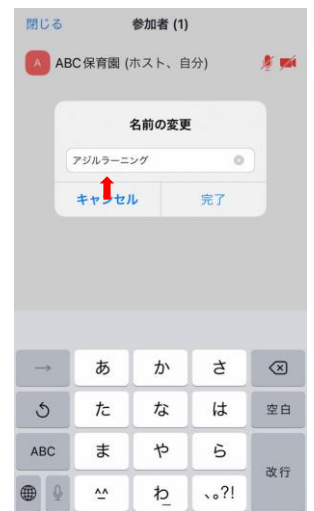 閉じる 参加者 (1)
A ABC保育園 (ホスト、自分)
名前の変更
アジルラーニング
キャンセル 完了
→ あ か さ
た な は 空白
ABC ま や ら 改行
^^ わ 、。?!